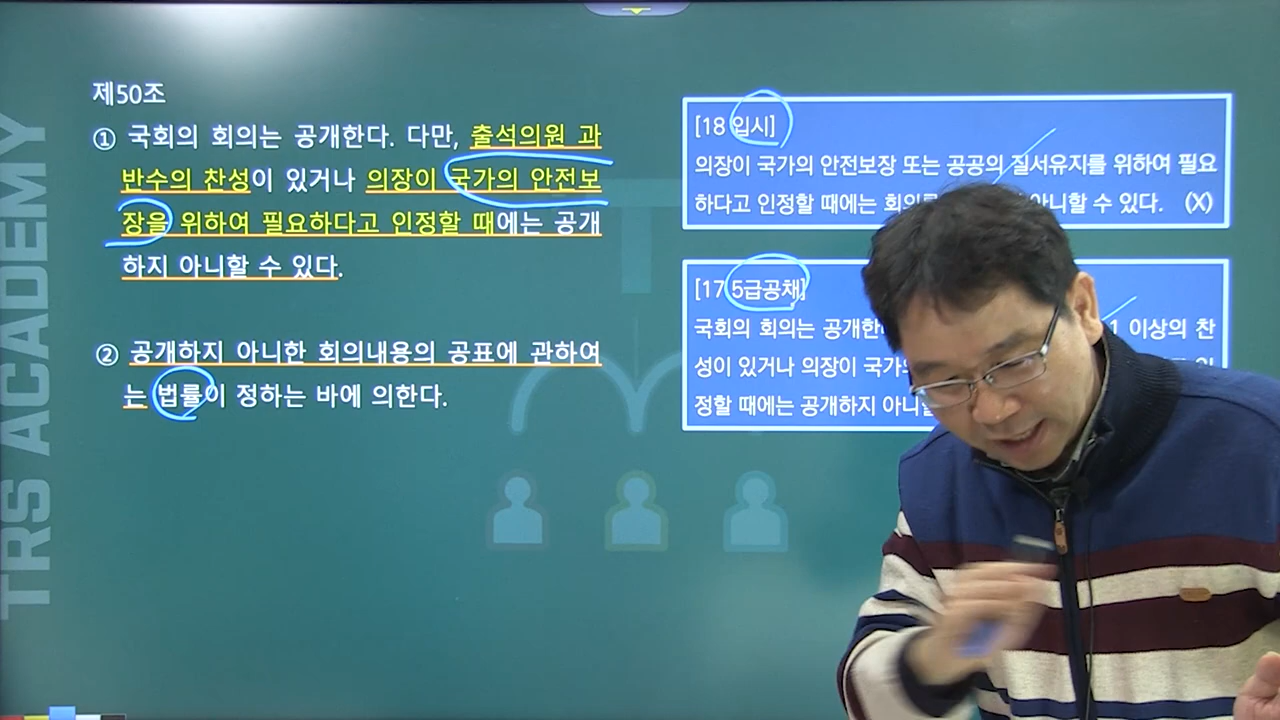 제50조
① 국회의 회의는 공개한다. 다만, 출석의원 과
반수의 찬성이 있거나 의장이 국가의 안전보
장을 위하여 필요하다고 인정할 때에는 공개
하지 아니할 수 있다.
② 공개하지 아니한 회의내용의 공표에 관하여
는 법률이 정하는 바에 의한다.
[18 입시]
의장이 국가의 안전보장 또는 공공의 질서유지를 위하여 필요
하다고 인정할 때에는 회의를 아니할 수 있다. (X)
[17 5급공채]
국회의 회의는 공개한 1 이상의 찬
성이 있거나 의장이 국가의
정할 때에는 공개하지 아니할
TRS ACADEMY